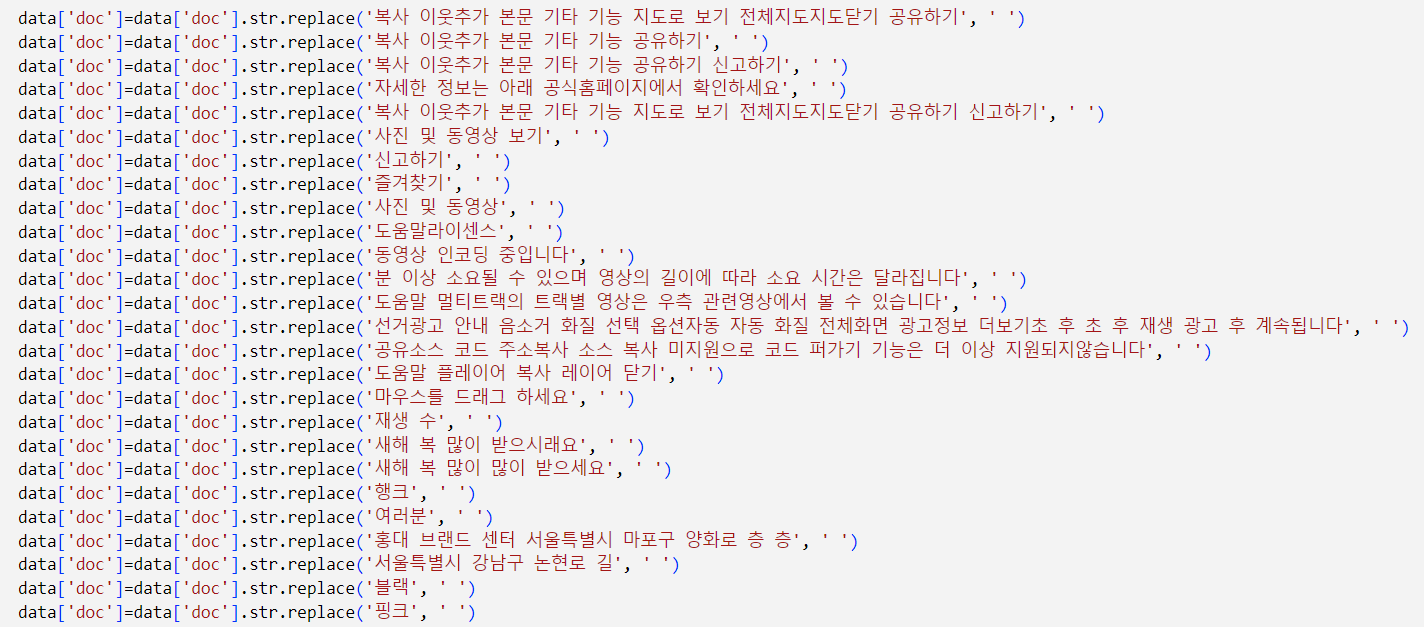 data['doc']=data['doc'].str.replace('복사 이웃추가 본문 기타 기능 지도로 보기 전체지도지도닫기 공유하기', ' ')
data['doc']=data['doc'].str.replace('복사 이웃추가 본문 기타 기능 공유하기', ' ')
data['doc']=data['doc'].str.replace('복사 이웃추가 본문 기타 기능 공유하기 신고하기', ' ')
data['doc']=data['doc'].str.replace('자세한 정보는 아래 공식홈페이지에서 확인하세요', ' ')
data['doc']=data['doc'].str.replace('복사 이웃추가 본문 기타 기능 지도로 보기 전체지도지도닫기 공유하기 신고하기', ' ')
data['doc']=data['doc'].str.replace('사진 및 동영상 보기', ' ')
data['doc']=data['doc'].str.replace('신고하기', ' ')
data['doc']=data['doc'].str.replace('즐겨찾기', ' ')
data['doc']=data['doc'].str.replace('사진 및 동영상', ' ')
data['doc']=data['doc'].str.replace('도움말라이센스', ' ')
data['doc']=data['doc'].str.replace('동영상 인코딩 중입니다', ' ')
data['doc']=data['doc'].str.replace('분 이상 소요될 수 있으며 영상의 길이에 따라 소요 시간은 달라집니다', ' ')
data['doc']=data['doc'].str.replace('도움말 멀티트랙의 트랙별 영상은 우측 관련영상에서 볼 수 있습니다', ' ')
data['doc']=data['doc'].str.replace('선거광고 안내 음소거 화질 선택 옵션자동 자동 화질 전체화면 광고정보 더보기초 후 초 후 재생 광고 후 계속됩니다', ' ')
data['doc']=data['doc'].str.replace('공유소스 코드 주소복사 소스 복사 미지원으로 코드 퍼가기 기능은 더 이상 지원되지않습니다', ' ')
data['doc']=data['doc'].str.replace('도움말 플레이어 복사 레이어 닫기', ' ')
data['doc']=data['doc'].str.replace('마우스를 드래그 하세요', ' ')
data['doc']=data['doc'].str.replace('재생 수', ' ')
data['doc']=data['doc'].str.replace('새해 복 많이 받으시래요', ' ')
data['doc']=data['doc'].str.replace('새해 복 많이 많이 받으세요', ' ')
data['doc']=data['doc'].str.replace('행크', ' ')
data['doc']=data['doc'].str.replace('여러분', ' ')
data['doc']=data['doc'].str.replace('홍대 브랜드 센터 서울특별시 마포구 양화로 층 층', ' ')
data['doc']=data['doc'].str.replace('서울특별시 강남구 논현로 길', ' ')
data['doc']=data['doc'].str.replace('블랙', ' ')
data['doc']=data['doc'].str.replace('핑크', ' ')